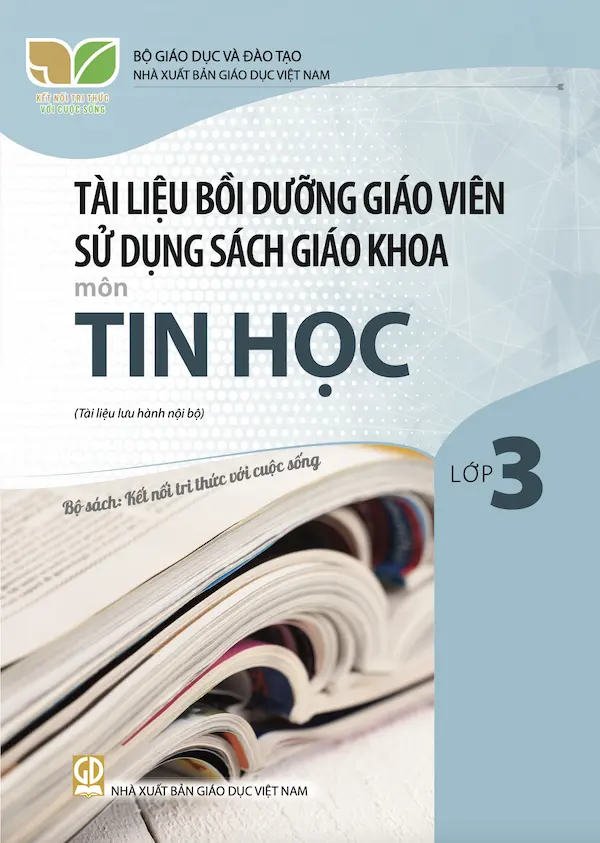 BỘ GIÁO DỤC VÀ ĐÀO TẠO
NHÀ XUẤT BẢN GIÁO DỤC VIỆT NAM
KẾT NỐI TRI THỨC
VỚI CUỘC SỐNG
TÀI LIỆU BỒI DƯỠNG GIÁO VIÊN
SỬ DỤNG SÁCH GIÁO KHOA
môn
TIN HỌC
(Tài liệu lưu hành nội bộ)
LỚP 3
Bộ sách: Kết nối tri thức với cuộc sống
GD
NHÀ XUẤT BẢN GIÁO DỤC VIỆT NAM